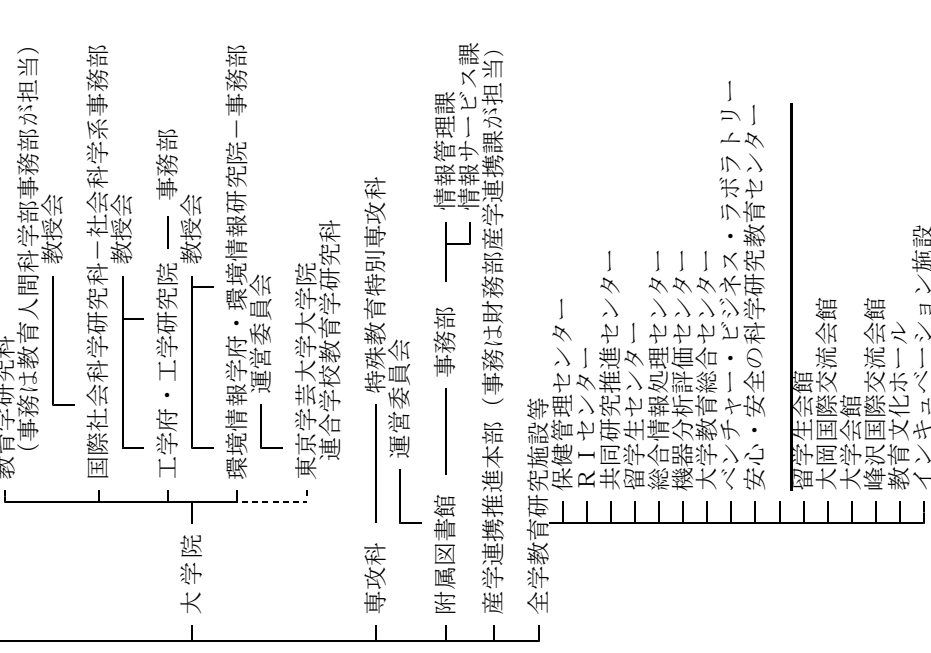 教育学研究科
（事務は教育人間科学部事務部が担当）
教授会
国際社会科学研究科―社会科学系事務部
教授会
工学府・工学研究院 ― 事務部
教授会
環境情報学府・環境情報研究院―事務部
運営委員会
東京学芸大学大学院
連合学校教育学研究科
大学院
専攻科
特殊教育特別専攻科
運営委員会
附属図書館
事務部
情報管理課
情報サービス課
産学連携推進本部（事務は財務部産学連携課が担当）
全学教育研究施設等
保健管理センター
ＲＩセンター
共同研究推進センター
留学生センター
総合情報処理センター
機器分析評価センター
大学教育総合センター
ベンチャー・ビジネス・ラボラトリー
安心・安全の科学研究教育センター
留学生会館
大岡国際交流会館
大学会館
峰沢国際交流会館
教育文化ホール
インキュベーション施設